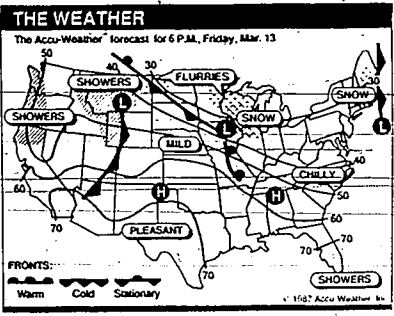 THE WEATHER
The Accu-Weather™ forecast for 6 P.M., Friday, Mar. 13
50
40
30
SHOWERS
FLURRIES
30
SNOW
L
SHOWERS
L
SNOW
L
MILD
40
CHILLY
60
H
H
50
60
70
PLEASANT
70
70
70
SHOWERS
FRONTS:
Warm Cold Stationary
© 1987 Accu Weather, Inc